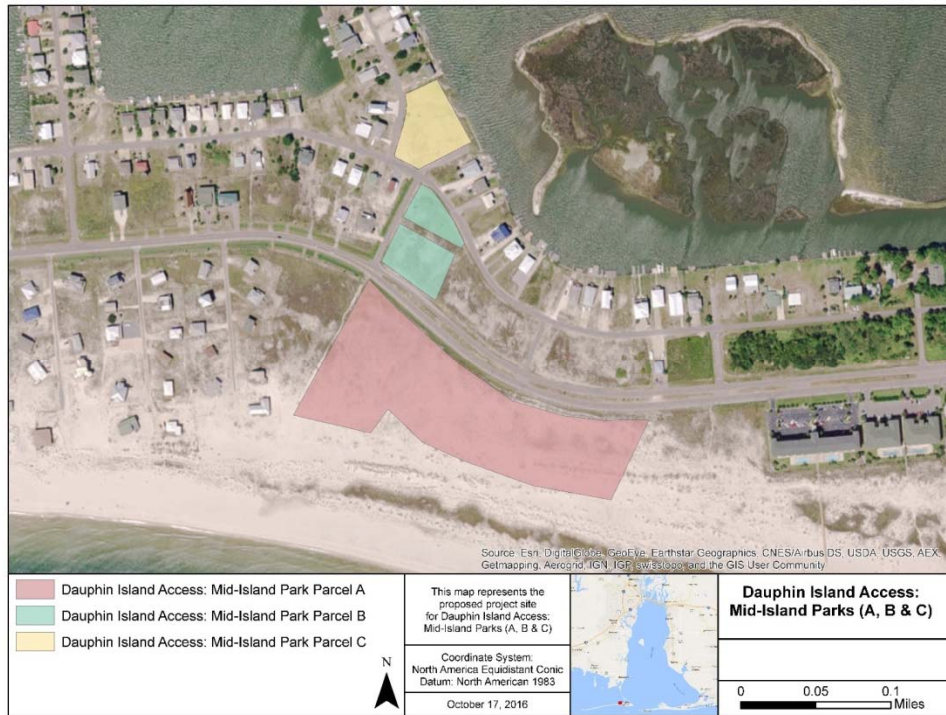 Source: Esri, DigitalGlobe, GeoEye, Earthstar Geographics, CNES/Airbus DS, USDA, USGS, AEX,
Getmapping, Aerogrid, IGN, IGP, swisstopo, and the GIS User Community
Dauphin Island Access: Mid-Island Park Parcel A
Dauphin Island Access: Mid-Island Park Parcel B
Dauphin Island Access: Mid-Island Park Parcel C
N
This map represents the
proposed project site
for Dauphin Island Access:
Mid-Island Parks (A, B & C)
Coordinate System:
North America Equidistant Conic
Datum: North American 1983
October 17, 2016
Dauphin Island Access:
Mid-Island Parks (A, B & C)
0 0.05 0.1
Miles